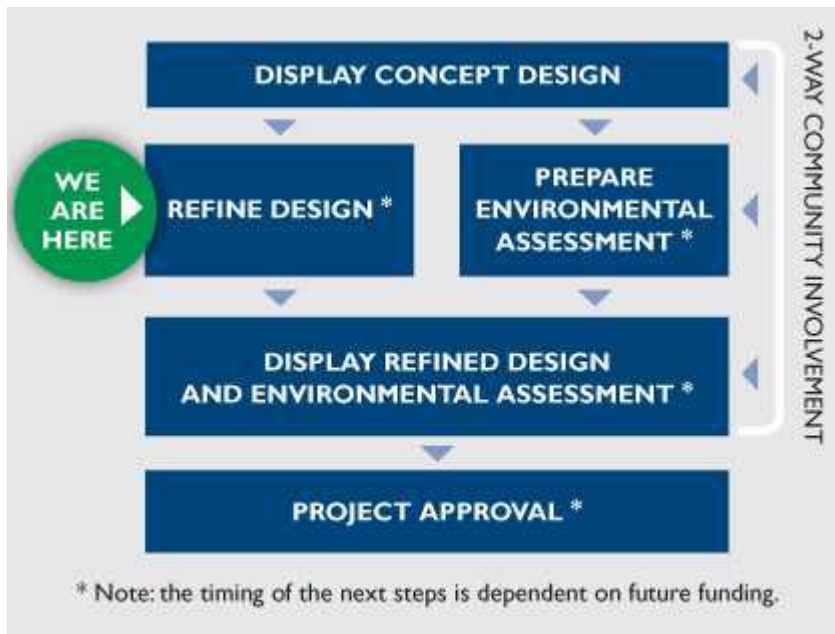 DISPLAY CONCEPT DESIGN
WE
ARE
HERE
REFINE DESIGN *
PREPARE
ENVIRONMENTAL
ASSESSMENT *
DISPLAY REFINED DESIGN
AND ENVIRONMENTAL ASSESSMENT *
PROJECT APPROVAL *
2-WAY COMMUNITY INVOLVEMENT
* Note: the timing of the next steps is dependent on future funding.